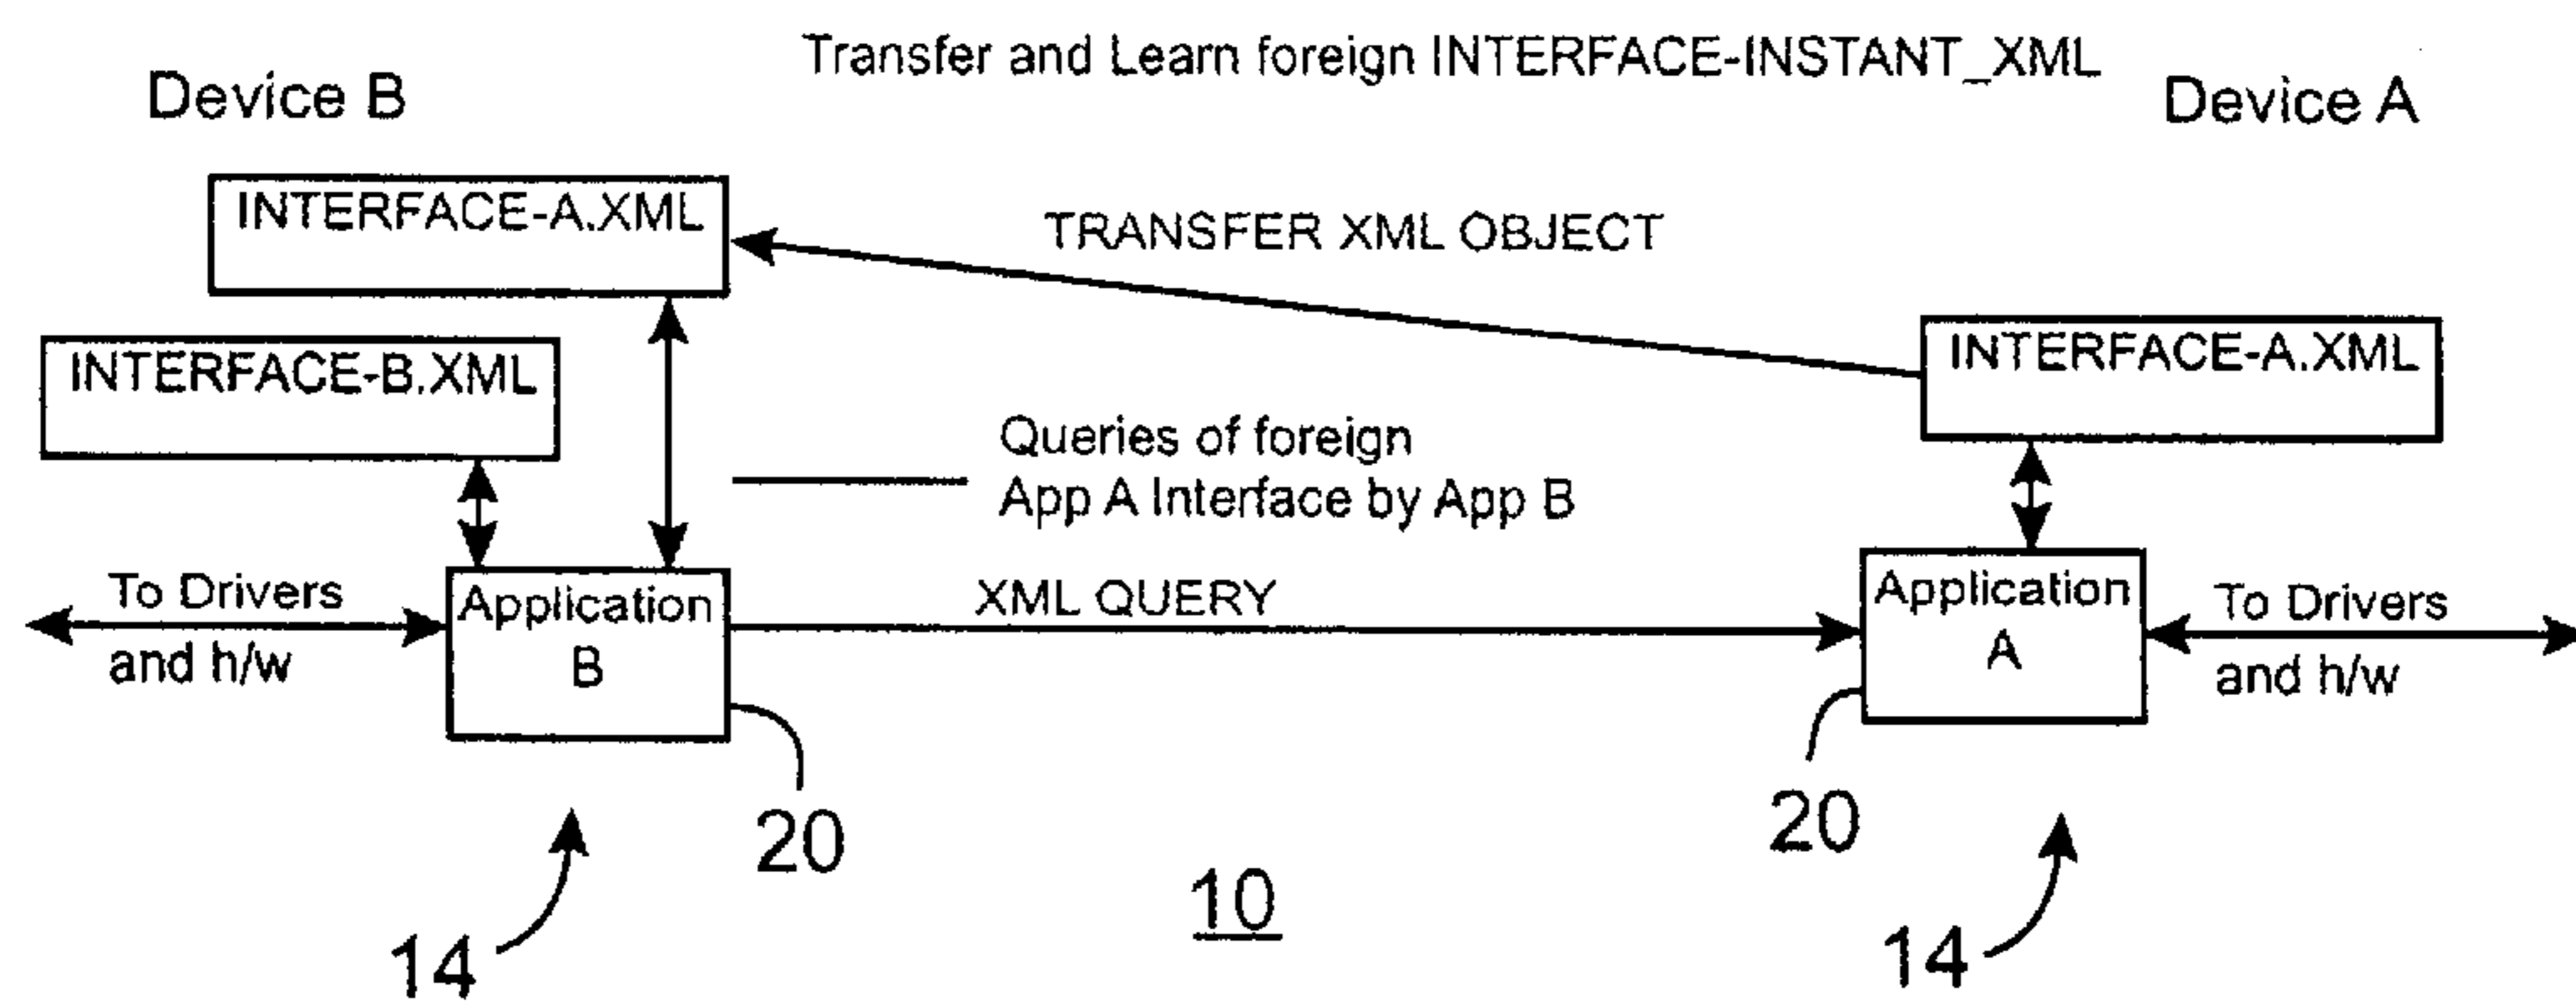 Transfer and Learn foreign INTERFACE-INSTANT_XML
Device B
Device A
INTERFACE-A.XML
TRANSFER XML OBJECT
INTERFACE-B.XML
INTERFACE-A.XML
Queries of foreign
App A Interface by App B
To Drivers
and h/w
Application
B
XML QUERY
Application
A
To Drivers
and h/w
20
20
14
10
14